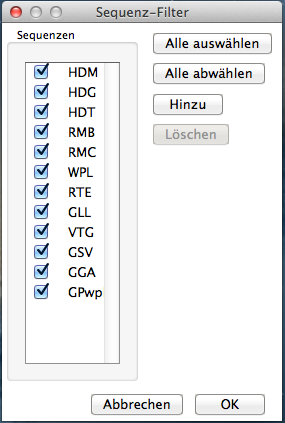 Sequenz-Filter
Sequenzen
Alle auswählen
Alle abwählen
Hinzu
Löschen
HDM
HDG
HDT
RMB
RMC
WPL
RTE
GLL
VTG
GSV
GGA
GPwp
Abbrechen
OK